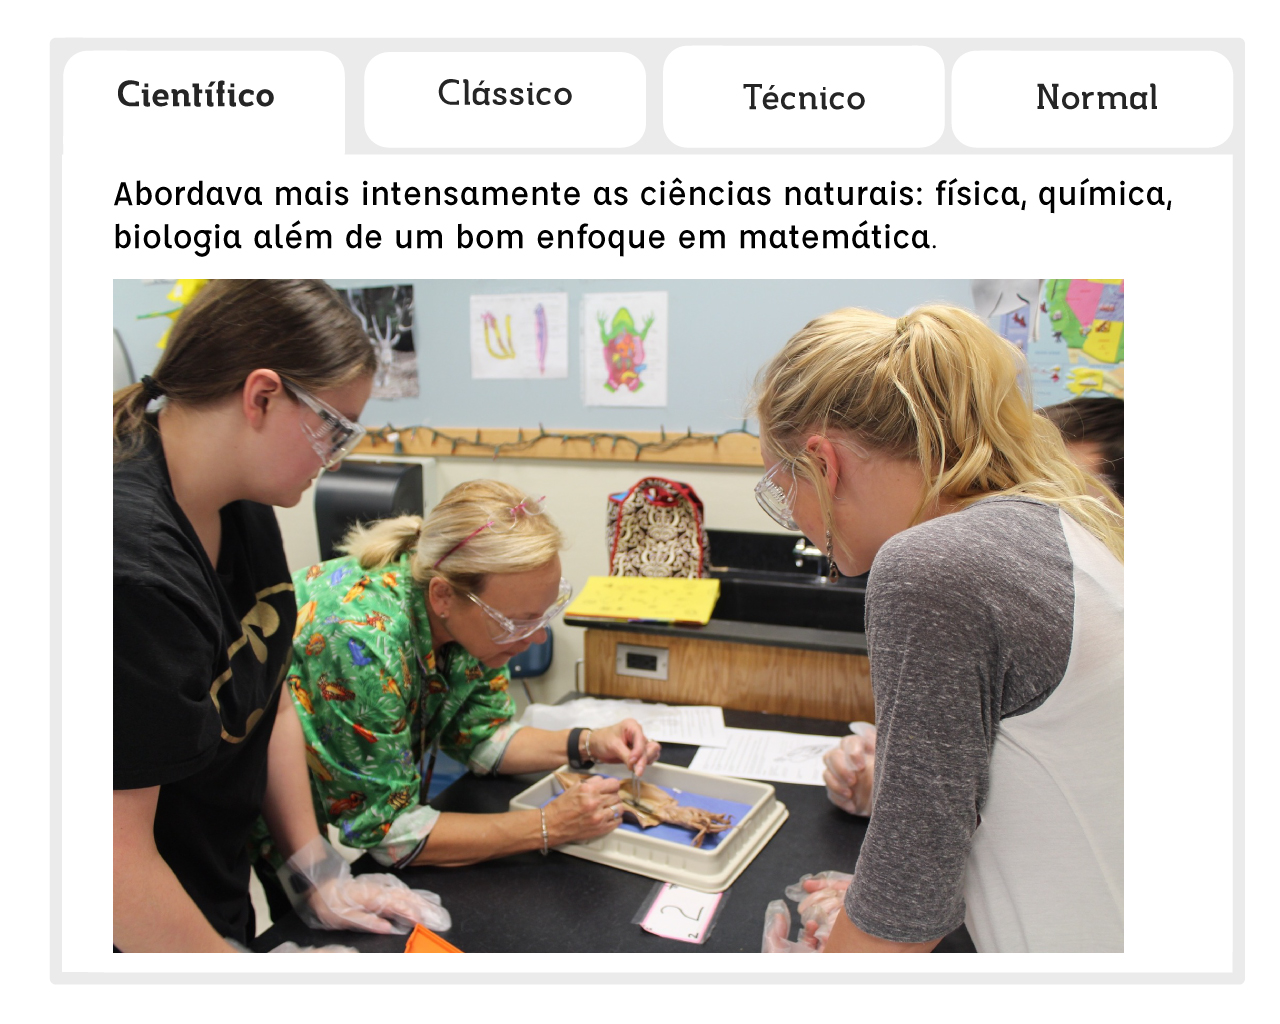 Científico
Clássico
Técnico
Normal
Abordava mais intensamente as ciências naturais: física, química,
biologia além de um bom enfoque em matemática.
2